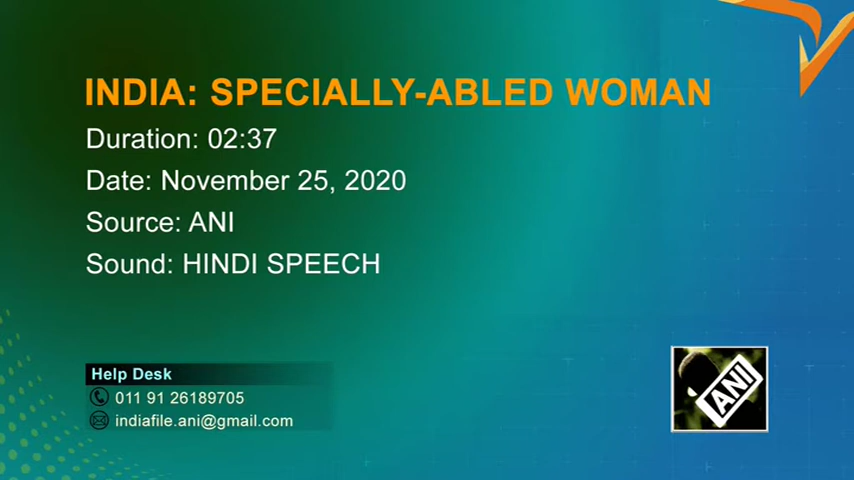 INDIA: SPECIALLY-ABLED WOMAN
Duration: 02:37
Date: November 25, 2020
Source: ANI
Sound: HINDI SPEECH
Help Desk
011 91 26189705
indiafile.ani@gmail.com
ANI